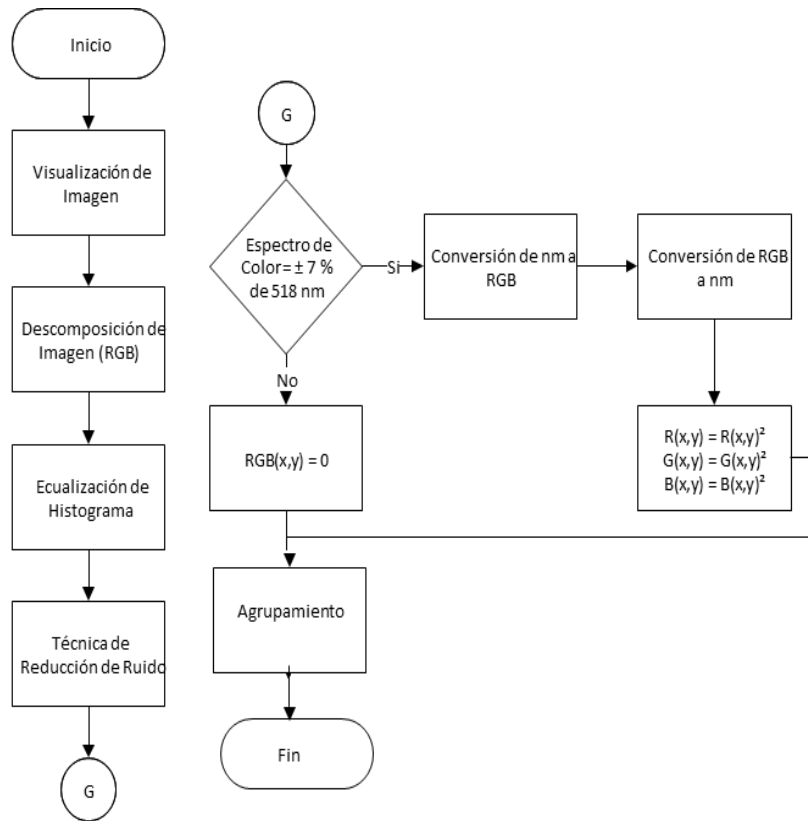 Inicio
Visualización de
Imagen
Descomposición de
Imagen (RGB)
Ecualización de
Histograma
Técnica de
Reducción de Ruido
G
G
Espectro de
Color= ± 7 %
de 518 nm
Si
Conversión de nm a
RGB
Conversión de RGB
a nm
R(x,y) = R(x,y)²
G(x,y) = G(x,y)²
B(x,y) = B(x,y)²
No
RGB(x,y) = 0
Agrupamiento
Fin